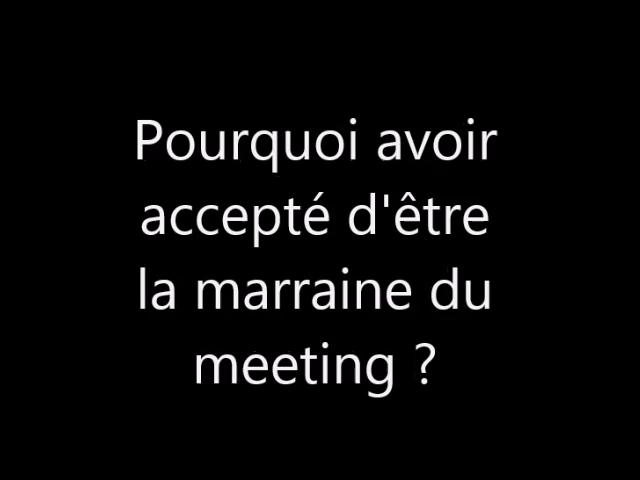 Pourquoi avoir
accepté d'être
la marraine du
meeting ?